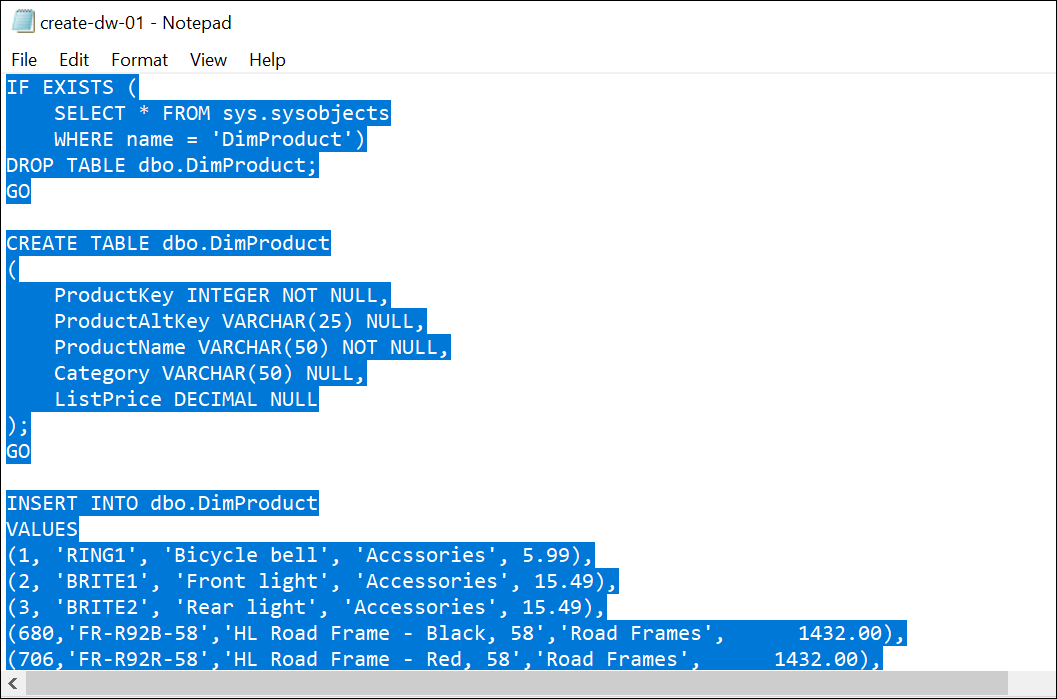 create-dw-01 - Notepad
File Edit Format View Help
IF EXISTS (
    SELECT * FROM sys.sysobjects
    WHERE name = 'DimProduct')
DROP TABLE dbo.DimProduct;
GO

CREATE TABLE dbo.DimProduct
(
    ProductKey INTEGER NOT NULL,
    ProductAltKey VARCHAR(25) NULL,
    ProductName VARCHAR(50) NOT NULL,
    Category VARCHAR(50) NULL,
    ListPrice DECIMAL NULL
);
GO

INSERT INTO dbo.DimProduct
VALUES
(1, 'RING1', 'Bicycle bell', 'Accssories', 5.99),
(2, 'BRITE1', 'Front light', 'Accessories', 15.49),
(3, 'BRITE2', 'Rear light', 'Accessories', 15.49),
(680,'FR-R92B-58','HL Road Frame - Black, 58','Road Frames',      1432.00),
(706,'FR-R92R-58','HL Road Frame - Red, 58','Road Frames',      1432.00),